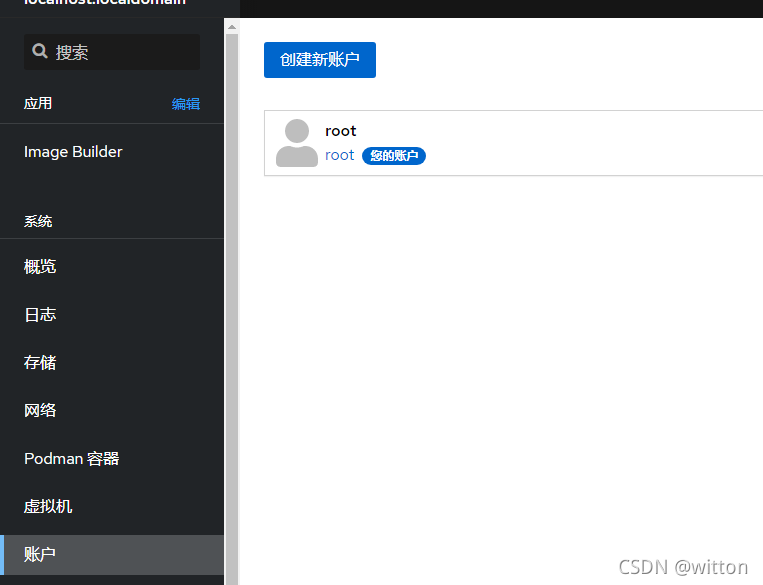 localhost.localdomain
搜索
应用 编辑
Image Builder
系统
概览
日志
存储
网络
Podman 容器
虚拟机
账户
创建新账户
root
root 您的账户
CSDN @witton